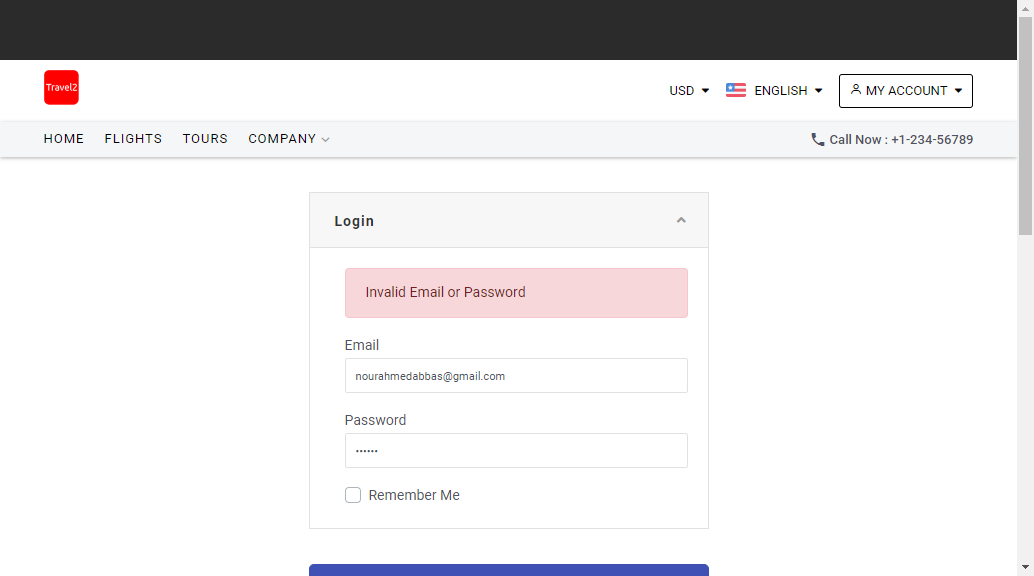 Travel2
USD
ENGLISH
MY ACCOUNT
HOME FLIGHTS TOURS COMPANY
Call Now : +1-234-56789
Login
Invalid Email or Password
Email
nourahmedabbas@gmail.com
Password
••••••
Remember Me